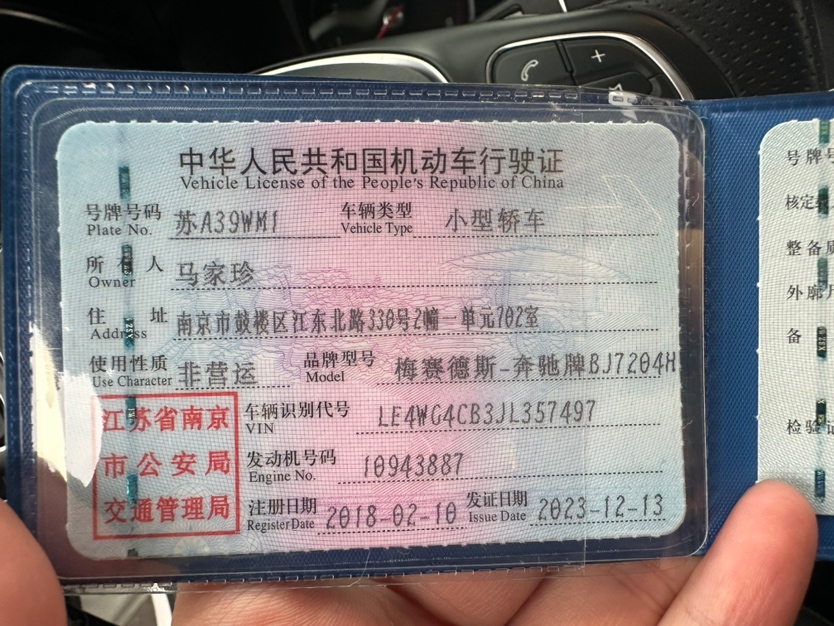 中华人民共和国机动车行驶证
Vehicle License of the People's Republic of China
号牌号码 苏A39WM1 车辆类型 小型轿车
Plate No. Vehicle Type
所有人 马家珍
Owner
住址 南京市鼓楼区江东北路330号2幢一单元702室
Address
使用性质 非营运 品牌型号 梅赛德斯-奔驰牌BJ7204H
Use Character Model
江苏省南京
市公安局
交通管理局
车辆识别代号 LE4WG4CB3JL357497
VIN
发动机号码 10943887
Engine No.
注册日期 2018-02-10 发证日期 2023-12-13
Register Date Issue Date
号牌号
核定
整备质
外廓
备
检验